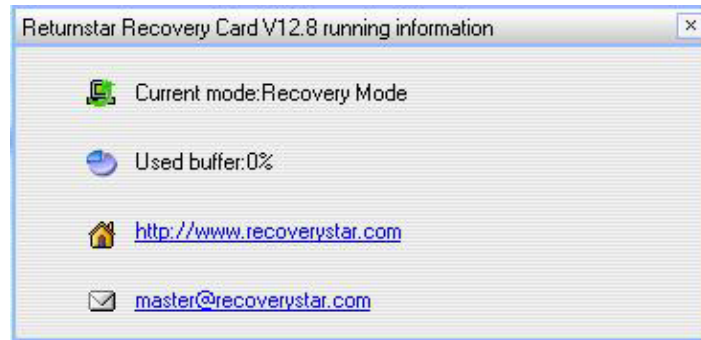 Returnstar Recovery Card V12.8 running information
Current mode:Recovery Mode
Used buffer:0%
http://www.recoverystar.com
master@recoverystar.com